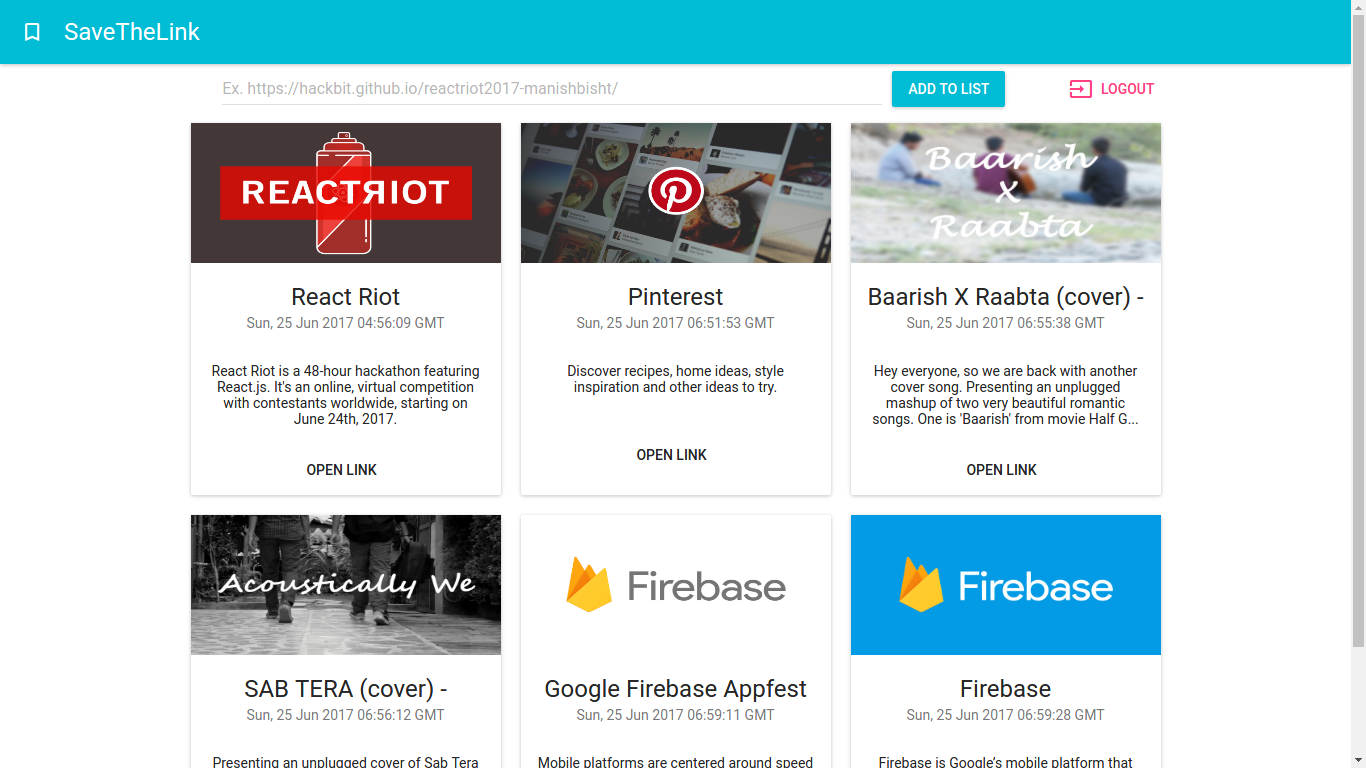 SaveTheLink
Ex. https://hackbit.github.io/reactriot2017-manishbisht/
ADD TO LIST
LOGOUT
REACTЯIOT
Baarish
X
Raabta
React Riot
Sun, 25 Jun 2017 04:56:09 GMT
React Riot is a 48-hour hackathon featuring
React.js. It's an online, virtual competition
with contestants worldwide, starting on
June 24th, 2017.
OPEN LINK
Pinterest
Sun, 25 Jun 2017 06:51:53 GMT
Discover recipes, home ideas, style
inspiration and other ideas to try.
OPEN LINK
Baarish X Raabta (cover) -
Sun, 25 Jun 2017 06:55:38 GMT
Hey everyone, so we are back with another
cover song. Presenting an unplugged
mashup of two very beautiful romantic
songs. One is 'Baarish' from movie Half G...
OPEN LINK
Acoustically We
SAB TERA (cover) -
Sun, 25 Jun 2017 06:56:12 GMT
Presenting an unplugged cover of Sab Tera
Firebase
Google Firebase Appfest
Sun, 25 Jun 2017 06:59:11 GMT
Mobile platforms are centered around speed
Firebase
Firebase
Sun, 25 Jun 2017 06:59:28 GMT
Firebase is Google’s mobile platform that